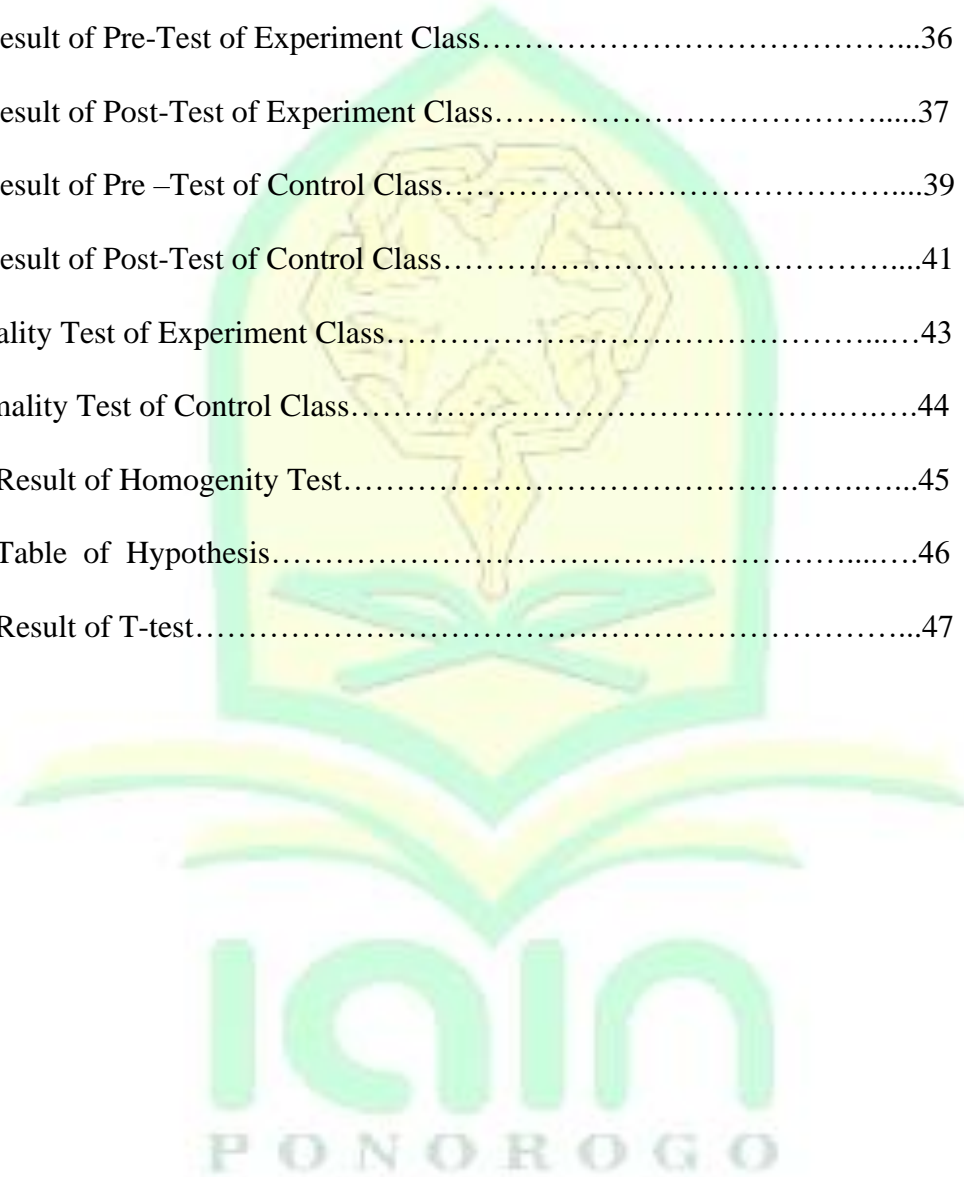 esult of Pre-Test of Experiment Class…………………………………...36
esult of Post-Test of Experiment Class……………………………….....37
esult of Pre –Test of Control Class……………………………………....39
esult of Post-Test of Control Class……………………………………....41
ality Test of Experiment Class………………………………………...…43
mality Test of Control Class…………………………………….….…44
Result of Homogenity Test……………………………………….…...45
Table of Hypothesis………………………………………………....….46
Result of T-test…………………………………………………………...47
iain
PONOROGO